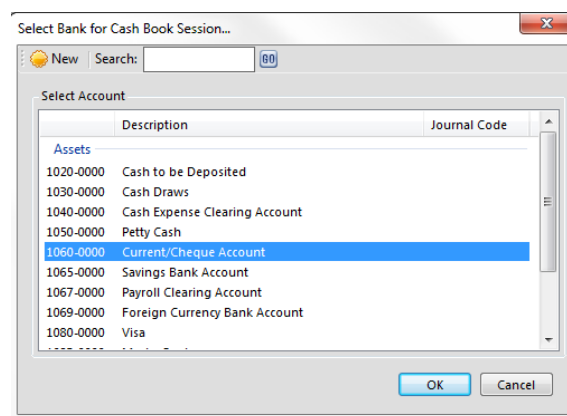 Select Bank for Cash Book Session...
New Search:
GO
Select Account
Description Journal Code
Assets
1020-0000 Cash to be Deposited
1030-0000 Cash Draws
1040-0000 Cash Expense Clearing Account
1050-0000 Petty Cash
1060-0000 Current/Cheque Account
1065-0000 Savings Bank Account
1067-0000 Payroll Clearing Account
1069-0000 Foreign Currency Bank Account
1080-0000 Visa
OK Cancel